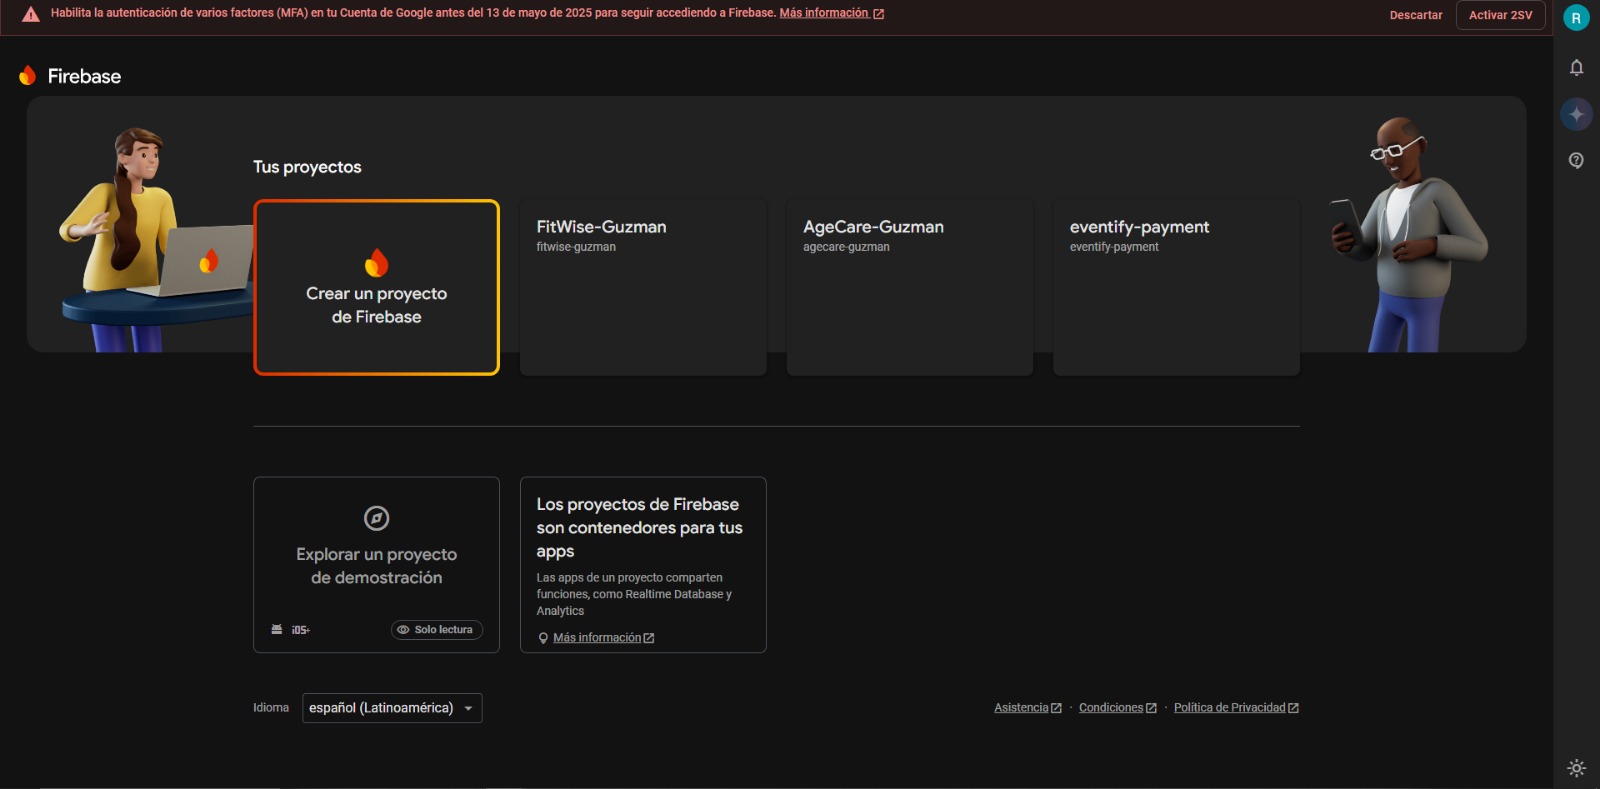 Habilita la autenticación de varios factores (MFA) en tu Cuenta de Google antes del 13 de mayo de 2025 para seguir accediendo a Firebase. Más información
Descartar
Activar 2SV
R
Firebase
Tus proyectos
Crear un proyecto
de Firebase
FitWise-Guzman
fitwise-guzman
AgeCare-Guzman
agecare-guzman
eventify-payment
eventify-payment
Explorar un proyecto
de demostración
iOS+
Solo lectura
Los proyectos de Firebase
son contenedores para tus
apps
Las apps de un proyecto comparten
funciones, como Realtime Database y
Analytics
Más información
Idioma
español (Latinoamérica)
Asistencia · Condiciones · Política de Privacidad